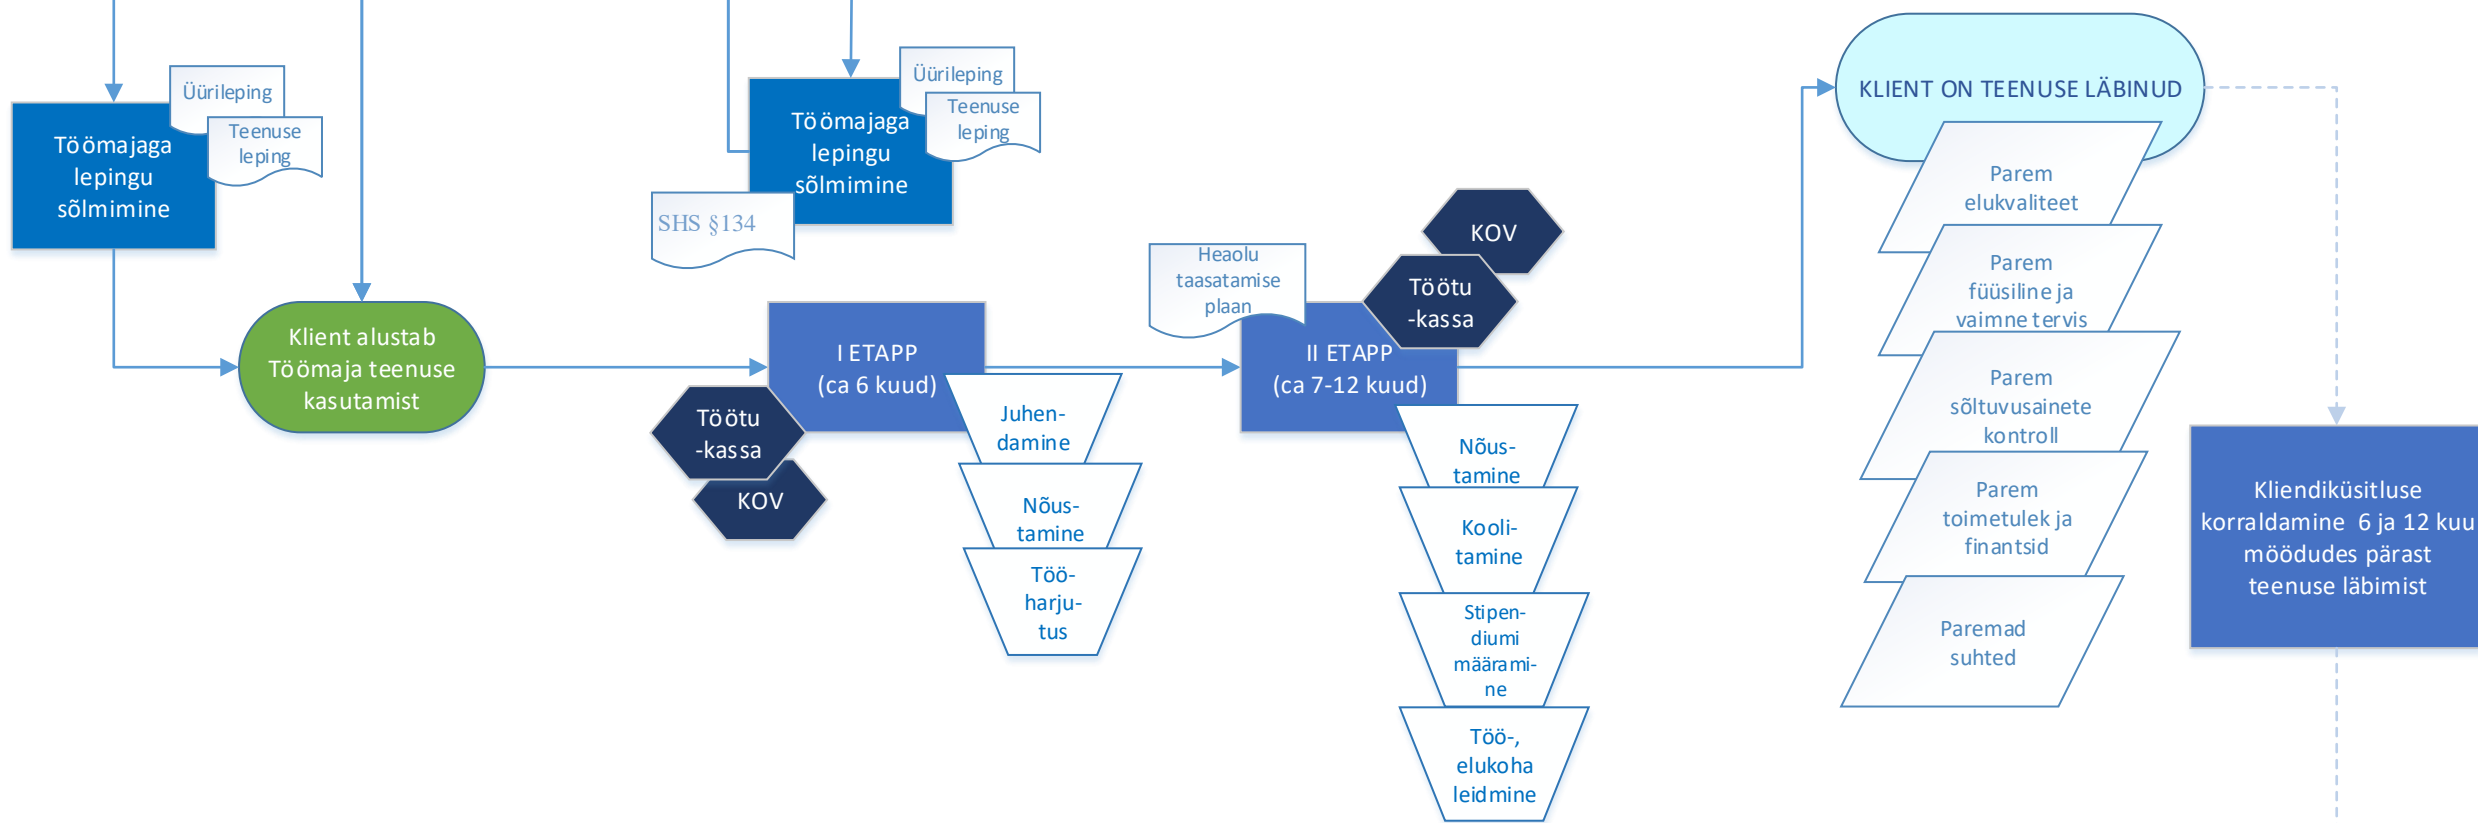 Üürileping
Teenuse
leping
Töömajaga
lepingu
sõlmimine
Üürileping
Teenuse
leping
Töömajaga
lepingu
sõlmimine
SHS §134
Klient alustab
Töömaja teenuse
kasutamist
I ETAPP
(ca 6 kuud)
Töötu
-kassa
KOV
Juhen-
damine
Nõus-
tamine
Töö-
harju-
tus
Heaolu
taasatamise
plaan
KOV
Töötu
-kassa
II ETAPP
(ca 7-12 kuud)
Nõus-
tamine
Kooli-
tamine
Stipen-
diumi
määrami-
ne
Töö-,
elukoha
leidmine
KLIENT ON TEENUSE LÄBINUD
Parem
elukvaliteet
Parem
füüsiline ja
vaimne tervis
Parem
sõltuvusainete
kontroll
Parem
toimetulek ja
finantsid
Paremad
suhted
Kliendiküsitluse
korraldamine 6 ja 12 kuu
möödudes pärast
teenuse läbimist